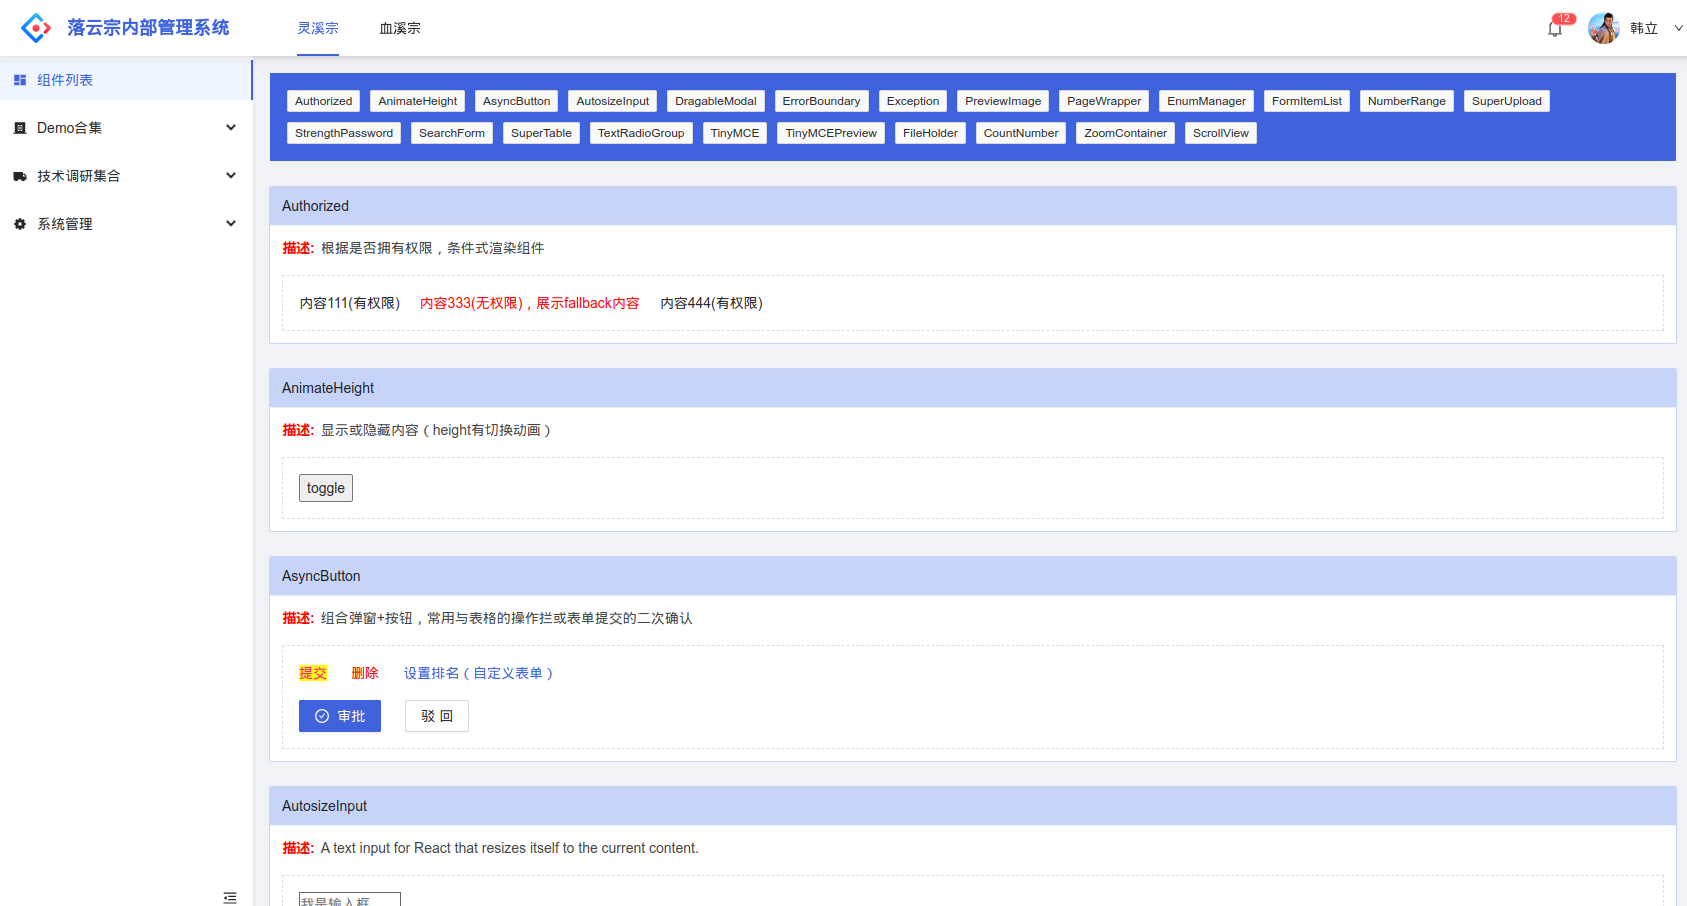 落云宗内部管理系统 灵溪宗 血溪宗 12 韩立
组件列表
Demo合集
技术调研集合
系统管理
Authorized AnimateHeight AsyncButton AutosizeInput DragableModal ErrorBoundary Exception PreviewImage PageWrapper EnumManager FormItemList NumberRange SuperUpload
StrengthPassword SearchForm SuperTable TextRadioGroup TinyMCE TinyMCEPreview FileHolder CountNumber ZoomContainer ScrollView
Authorized
描述: 根据是否拥有权限，条件式渲染组件
内容111(有权限) 内容333(无权限)，展示fallback内容 内容444(有权限)
AnimateHeight
描述: 显示或隐藏内容（height有切换动画）
toggle
AsyncButton
描述: 组合弹窗+按钮，常用与表格的操作拦或表单提交的二次确认
提交 删除 设置排名（自定义表单）
审批 驳 回
AutosizeInput
描述: A text input for React that resizes itself to the current content.
我是输入框